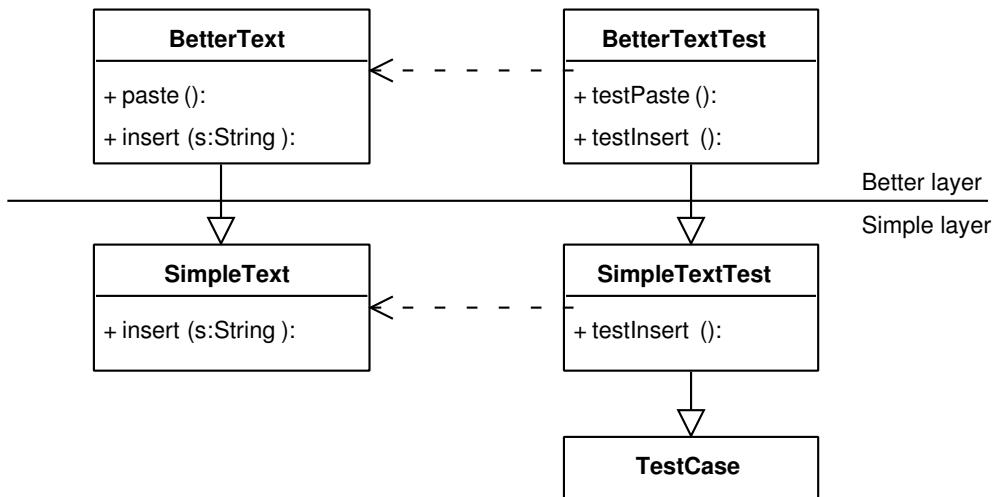 BetterText
+ paste ():
+ insert (s:String ):
BetterTextTest
+ testPaste ():
+ testInsert ():
Better layer
Simple layer
SimpleText
+ insert (s:String ):
SimpleTextTest
+ testInsert ():
TestCase